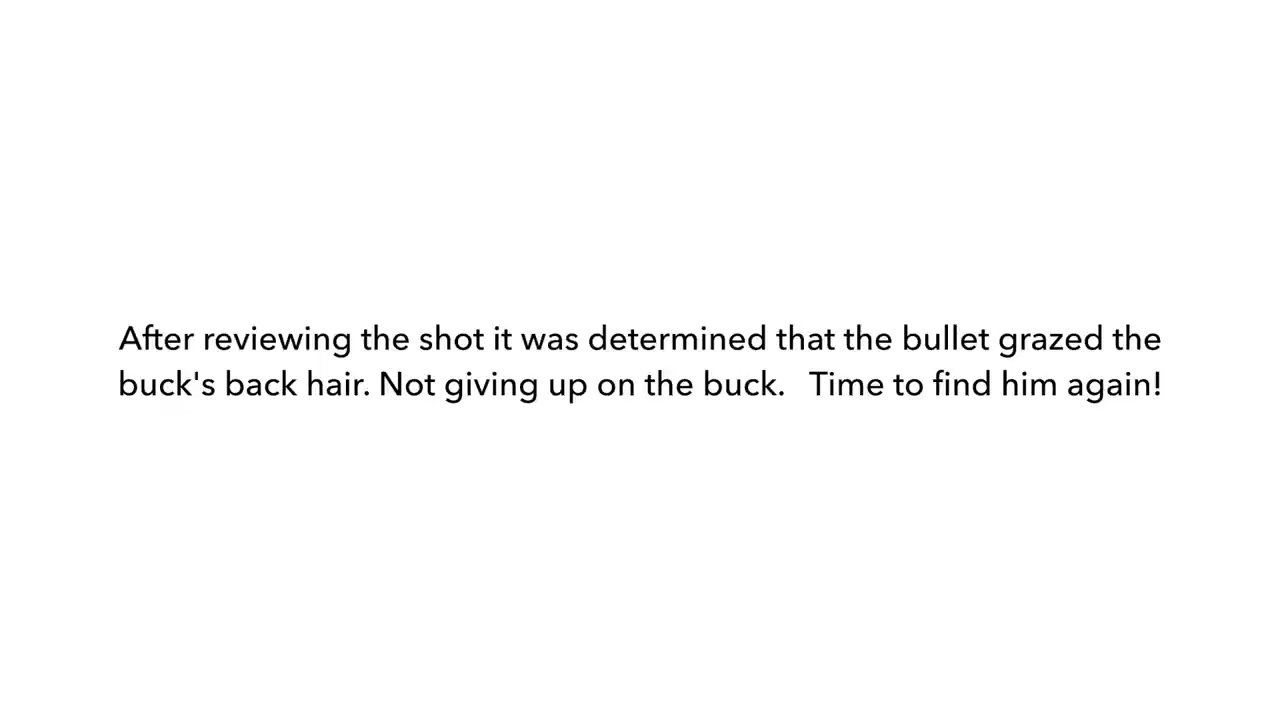 After reviewing the shot it was determined that the bullet grazed the
buck's back hair. Not giving up on the buck.   Time to find him again!